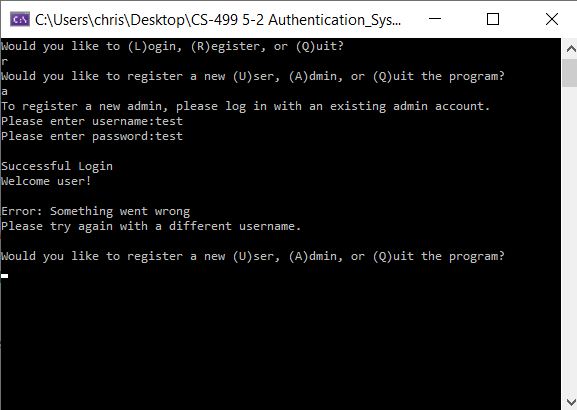 C:\Users\chris\Desktop\CS-499 5-2 Authentication_Sys...
Would you like to (L)ogin, (R)egister, or (Q)uit?
r
Would you like to register a new (U)ser, (A)dmin, or (Q)uit the program?
a
To register a new admin, please log in with an existing admin account.
Please enter username:test
Please enter password:test
Successful Login
Welcome user!
Error: Something went wrong
Please try again with a different username.
Would you like to register a new (U)ser, (A)dmin, or (Q)uit the program?